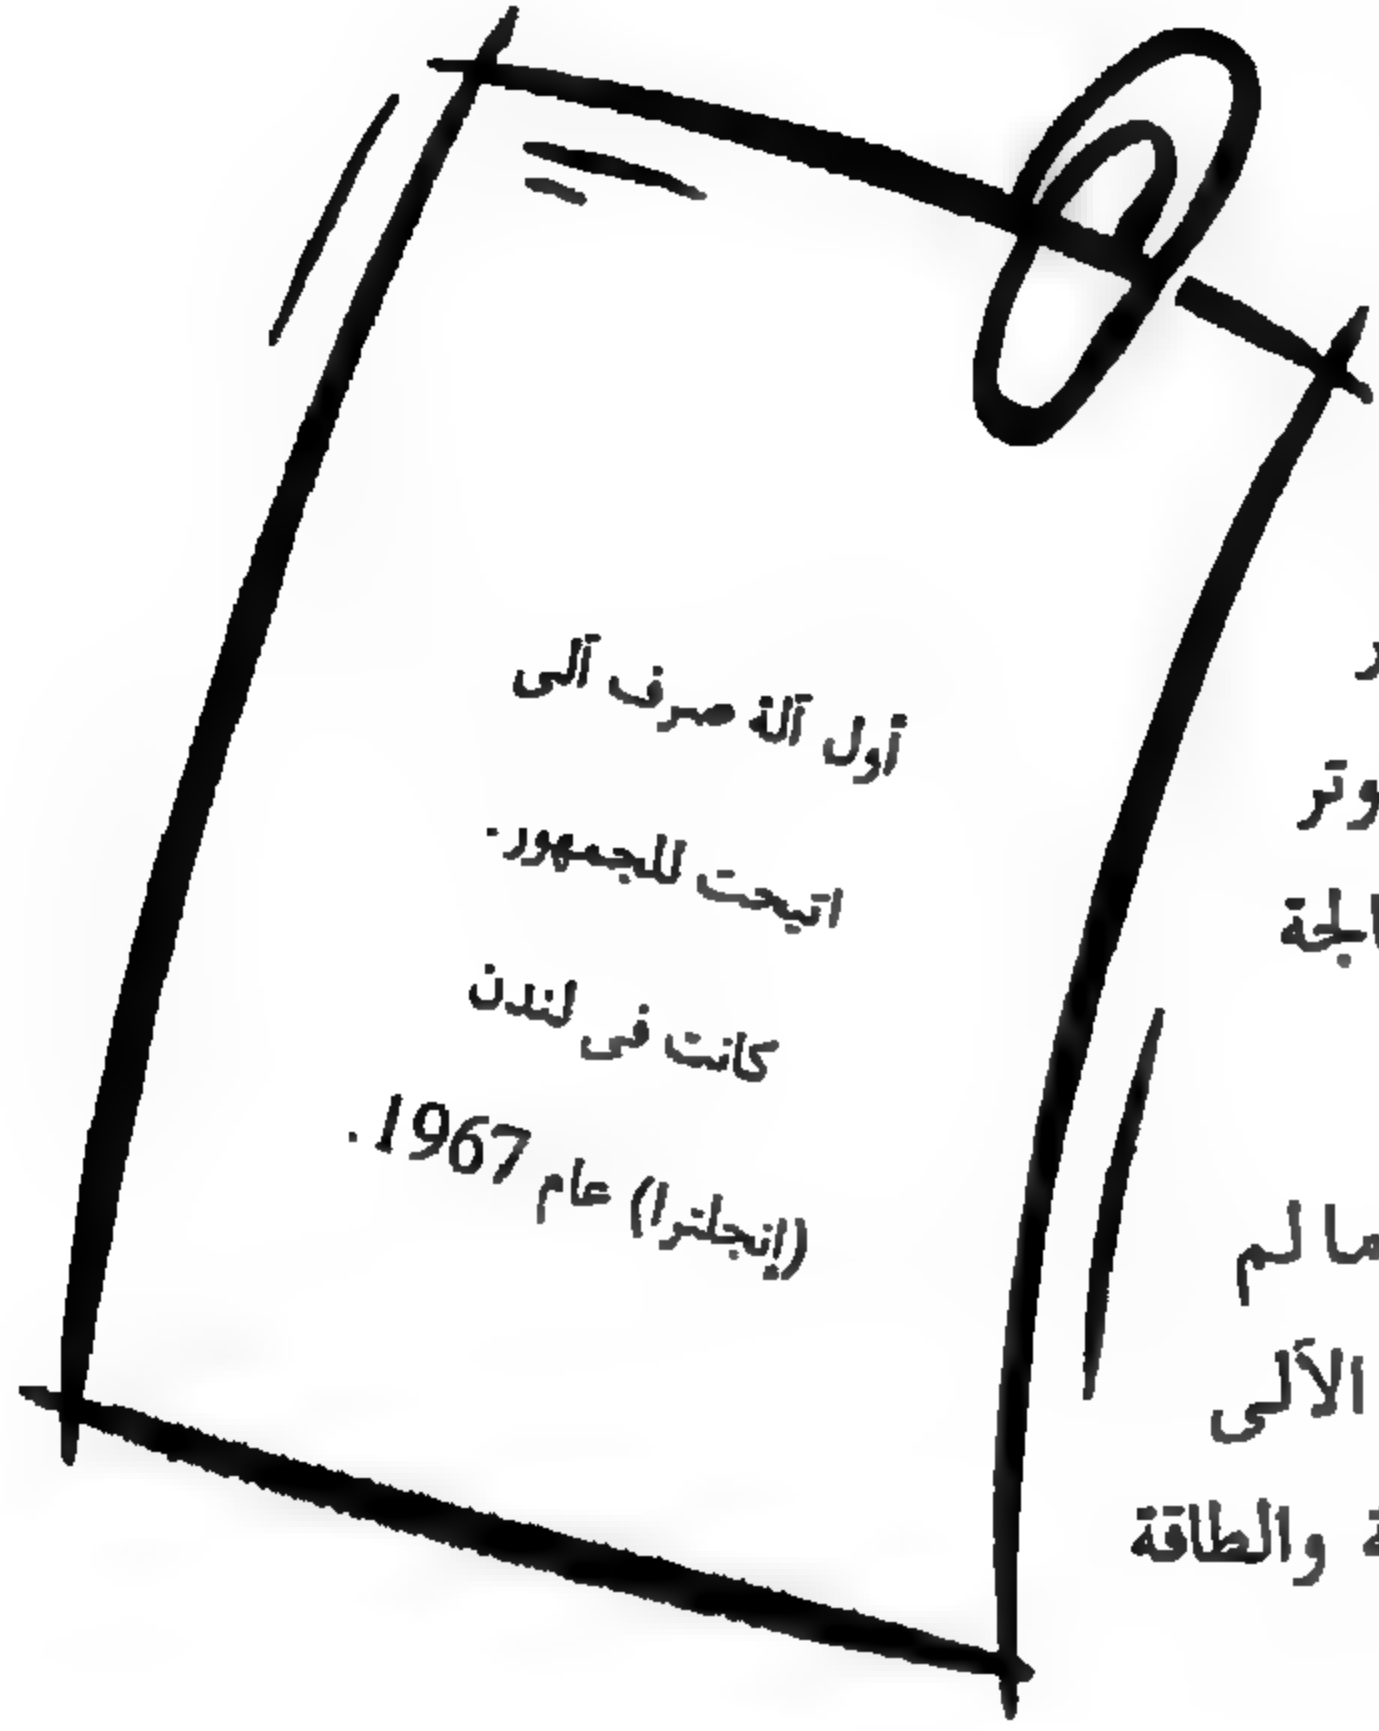 أول آلة صرف آلى
اتيحت للجمهور.
كانت فى لندن
(إنجلترا) عام 1967.
ما لم
الآلى
والطاقة